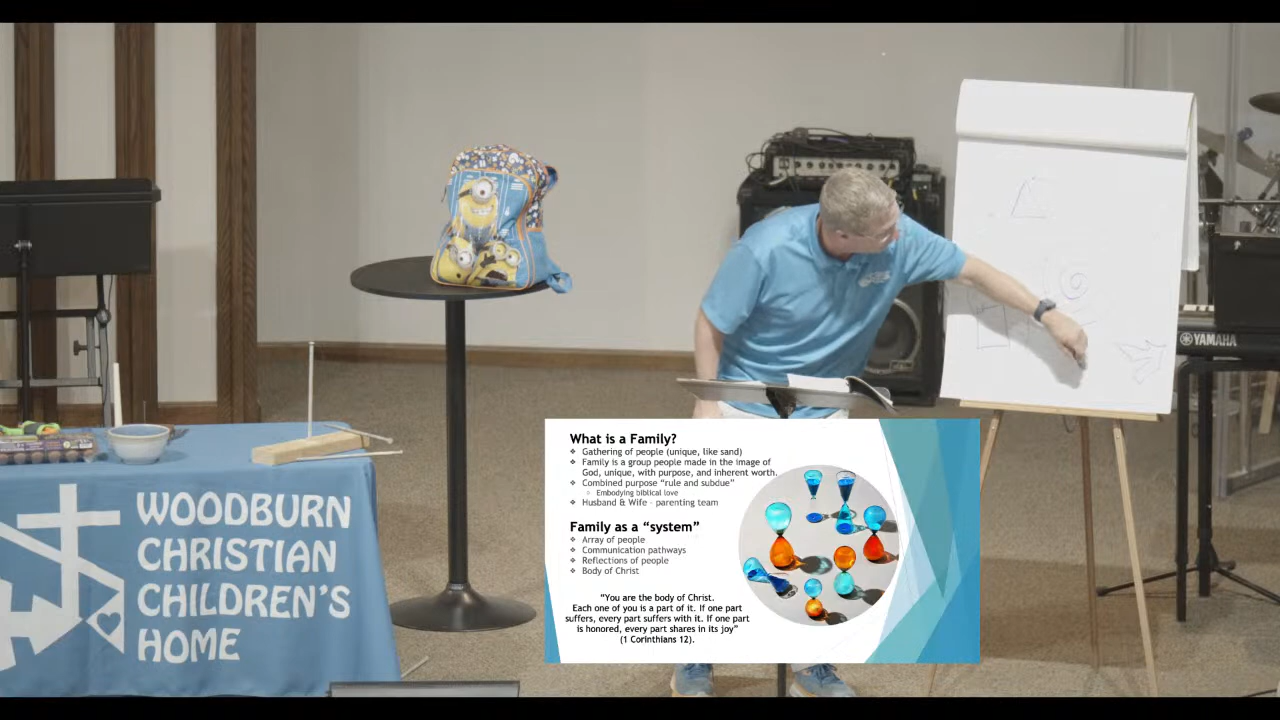 YAMAHA
WOODBURN
CHRISTIAN
CHILDREN'S
HOME
What is a Family?
Gathering of people (unique, like sand)
Family is a group people made in the image of
God, unique, with purpose, and inherent worth.
Combined purpose "rule and subdue"
Embodying biblical love
Husband & Wife - parenting team
Family as a "system"
Array of people
Communication pathways
Reflections of people
Body of Christ
"You are the body of Christ.
Each one of you is a part of it. If one part
suffers, every part suffers with it. If one part
is honored, every part shares in its joy"
(1 Corinthians 12).